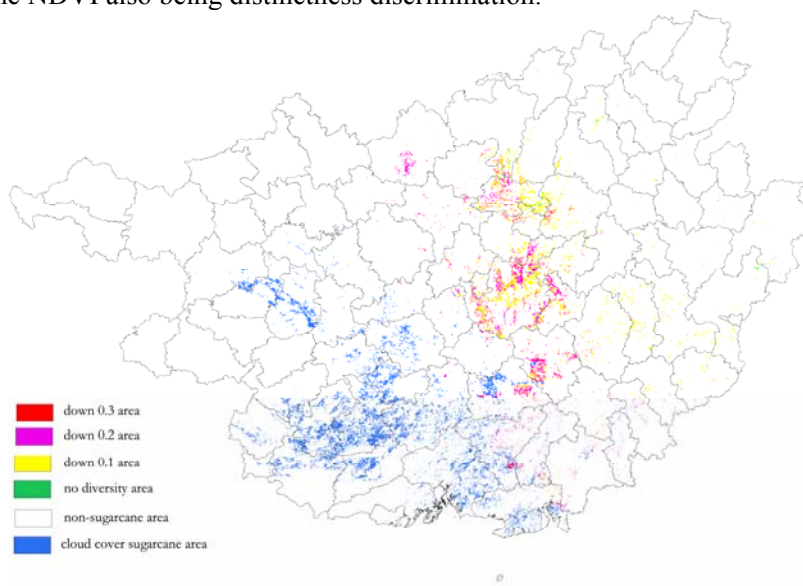 the NDVI also being distinctness discrimination.
down 0.3 area
down 0.2 area
down 0.1 area
no diversity area
non-sugarcane area
cloud cover sugarcane area